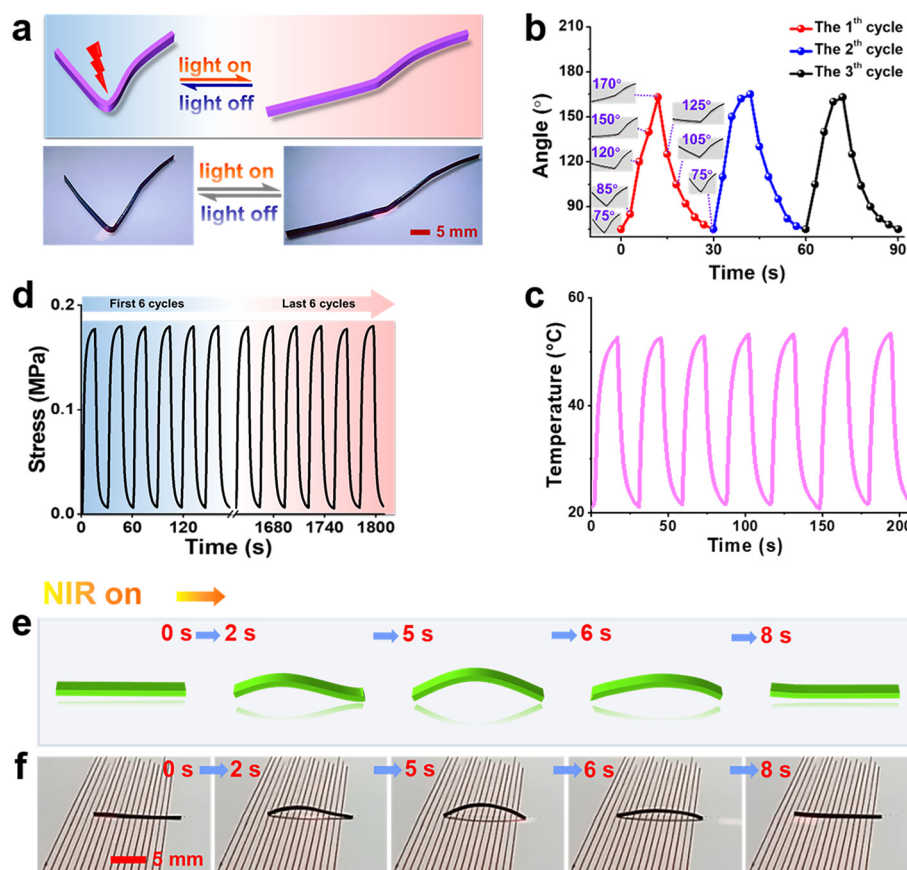 a
light on
light off
light on
light off
5 mm
b
The 1th cycle
The 2th cycle
The 3th cycle
Angle (°)
210
165
120
75
170°
150°
120°
85°
75°
125°
105°
75°
0 30 60 90
Time (s)
d
First 6 cycles
Last 6 cycles
Stress (MPa)
0.2
0.1
0.0
0 60 120 1680 1740 1800
Time (s)
c
Temperature (°C)
60
40
20
0 50 100 150 200
Time (s)
NIR on
e
0 s 2 s 5 s 6 s 8 s
f
0 s 2 s 5 s 6 s 8 s
5 mm